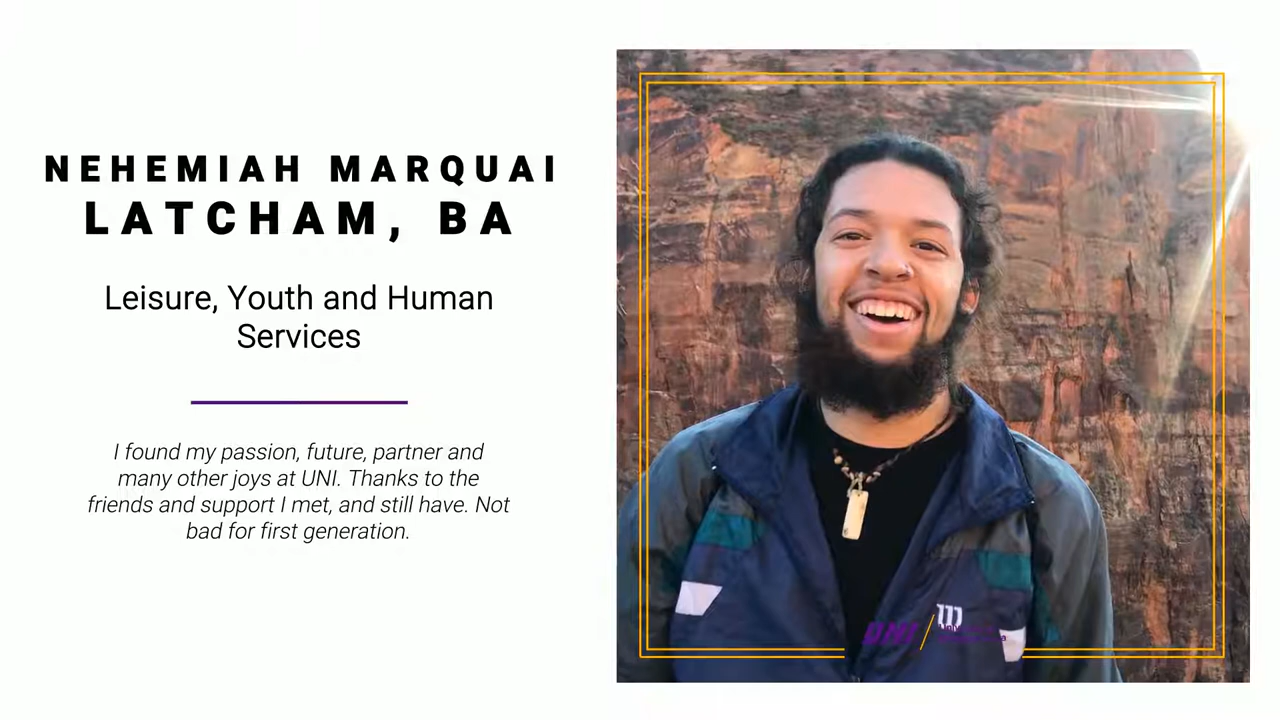 NEHEMIAH MARQUAI
LATCHAM, BA
Leisure, Youth and Human
Services
I found my passion, future, partner and
many other joys at UNI. Thanks to the
friends and support I met, and still have. Not
bad for first generation.
UNI